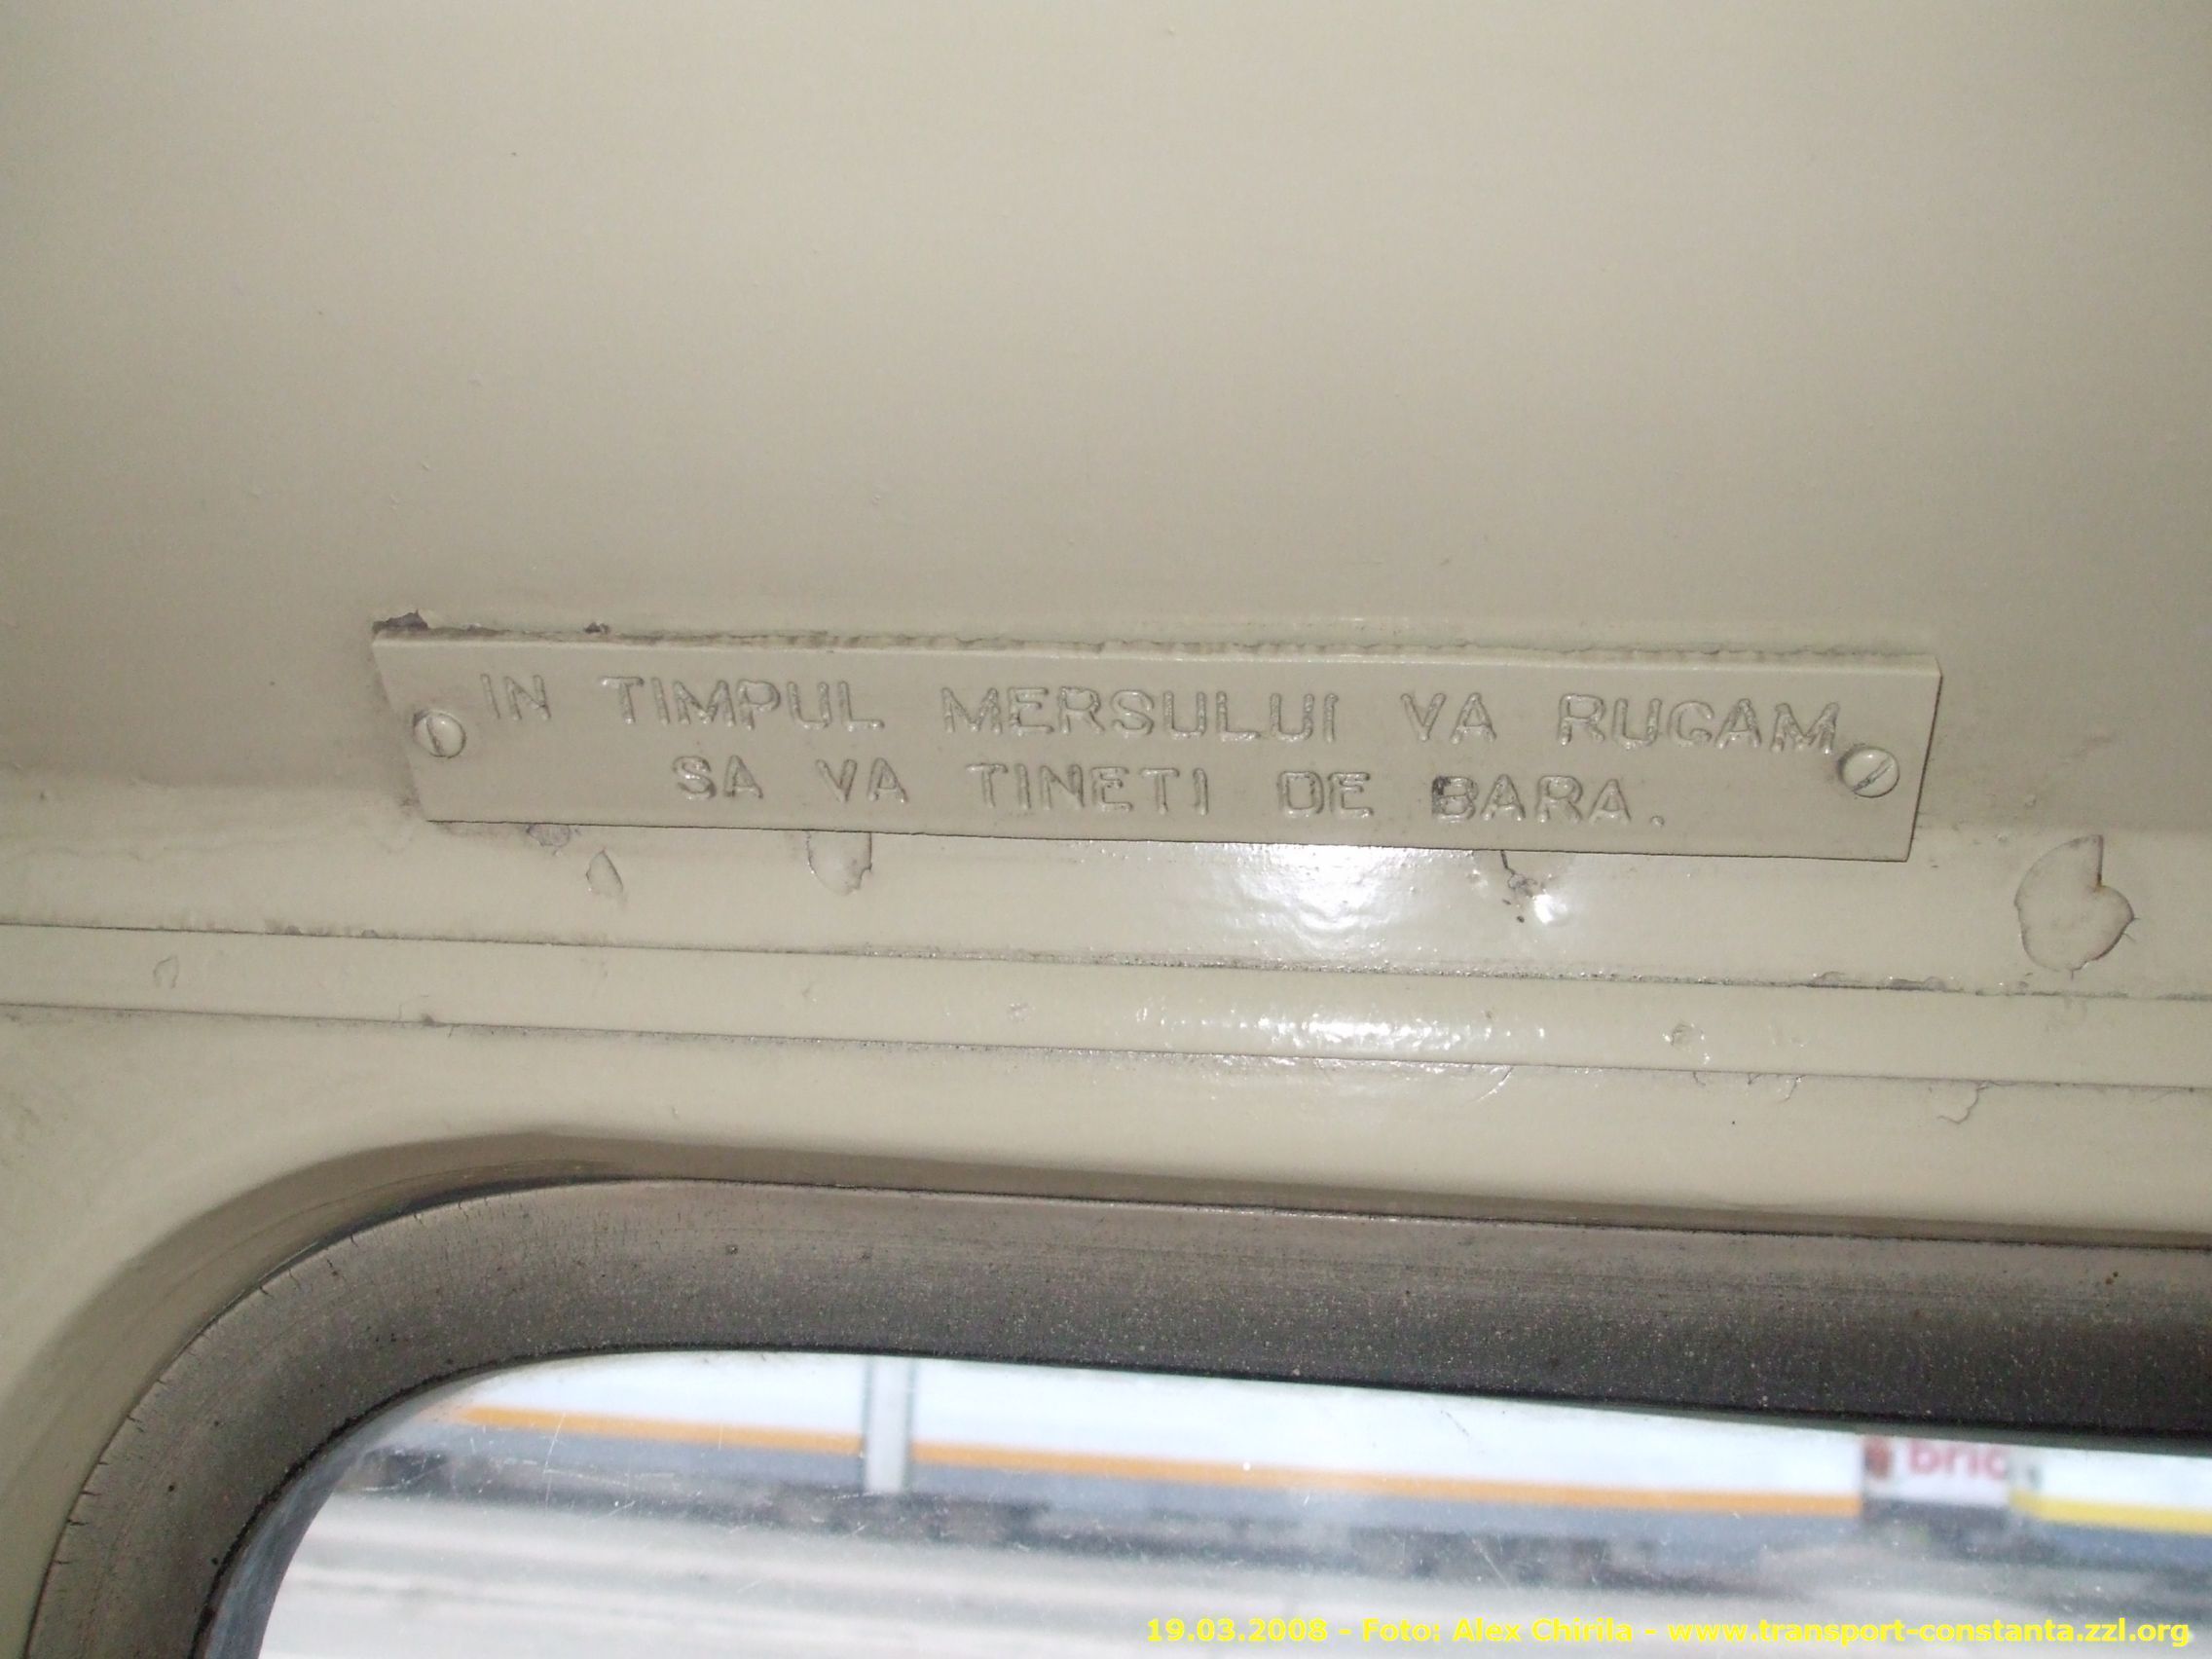 IN TIMPUL MERSULUI VA RUGAM
SA VA TINETI DE BARA.
bric
19.03.2008 - Foto: Alex Chirila - www.transport-constanta.zzl.org